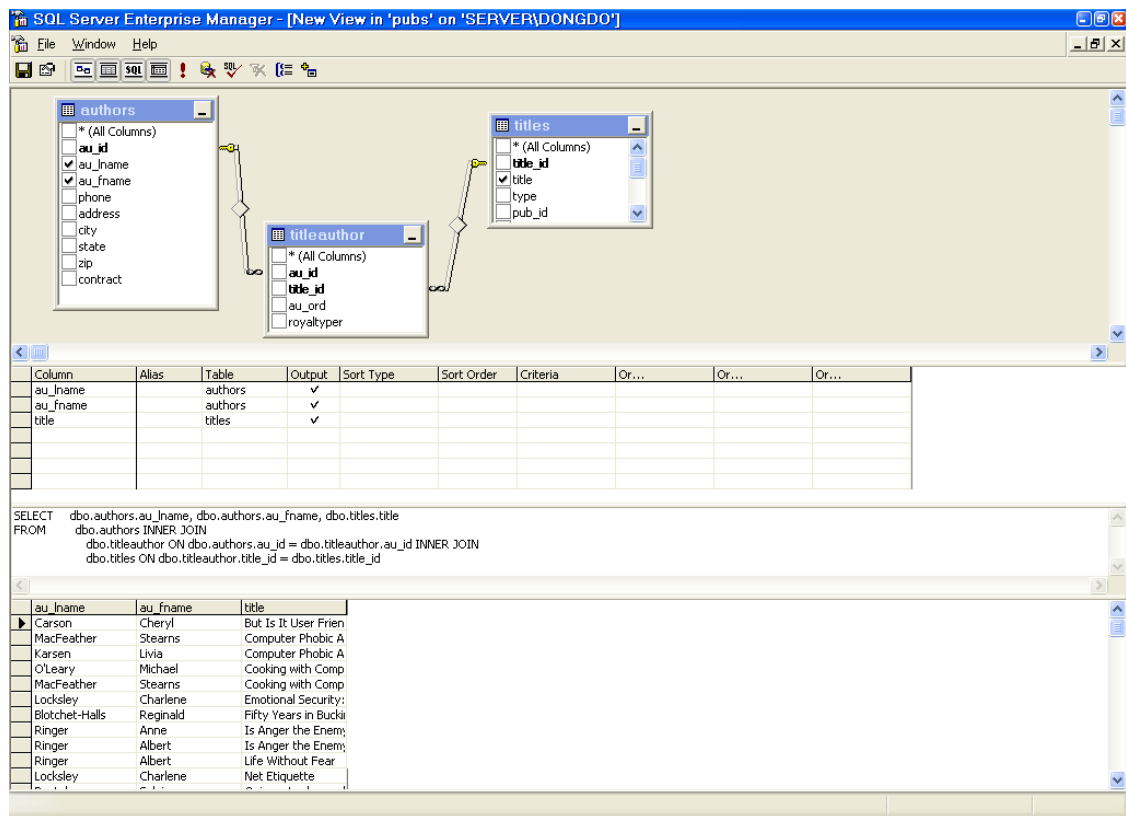 SQL Server Enterprise Manager - [New View in 'pubs' on 'SERVER\DONGDO']
File Window Help
SQL SQL
authors
* (All Columns)
au_id
au_lname
au_fname
phone
address
city
state
zip
contract
titleauthor
* (All Columns)
au_id
title_id
au_ord
royaltyper
titles
* (All Columns)
title_id
title
type
pub_id
Column Alias Table Output Sort Type Sort Order Criteria Or... Or... Or...
au_lname authors
au_fname authors
title titles
SELECT dbo.authors.au_lname, dbo.authors.au_fname, dbo.titles.title
FROM dbo.authors INNER JOIN
dbo.titleauthor ON dbo.authors.au_id = dbo.titleauthor.au_id INNER JOIN
dbo.titles ON dbo.titleauthor.title_id = dbo.titles.title_id
au_lname au_fname title
Carson Cheryl But Is It User Frien
MacFeather Stearns Computer Phobic A
Karsen Livia Computer Phobic A
O'Leary Michael Cooking with Comp
MacFeather Stearns Cooking with Comp
Locksley Charlene Emotional Security:
Blotchet-Halls Reginald Fifty Years in Bucki
Ringer Anne Is Anger the Enemy
Ringer Albert Is Anger the Enemy
Ringer Albert Life Without Fear
Locksley Charlene Net Etiquette